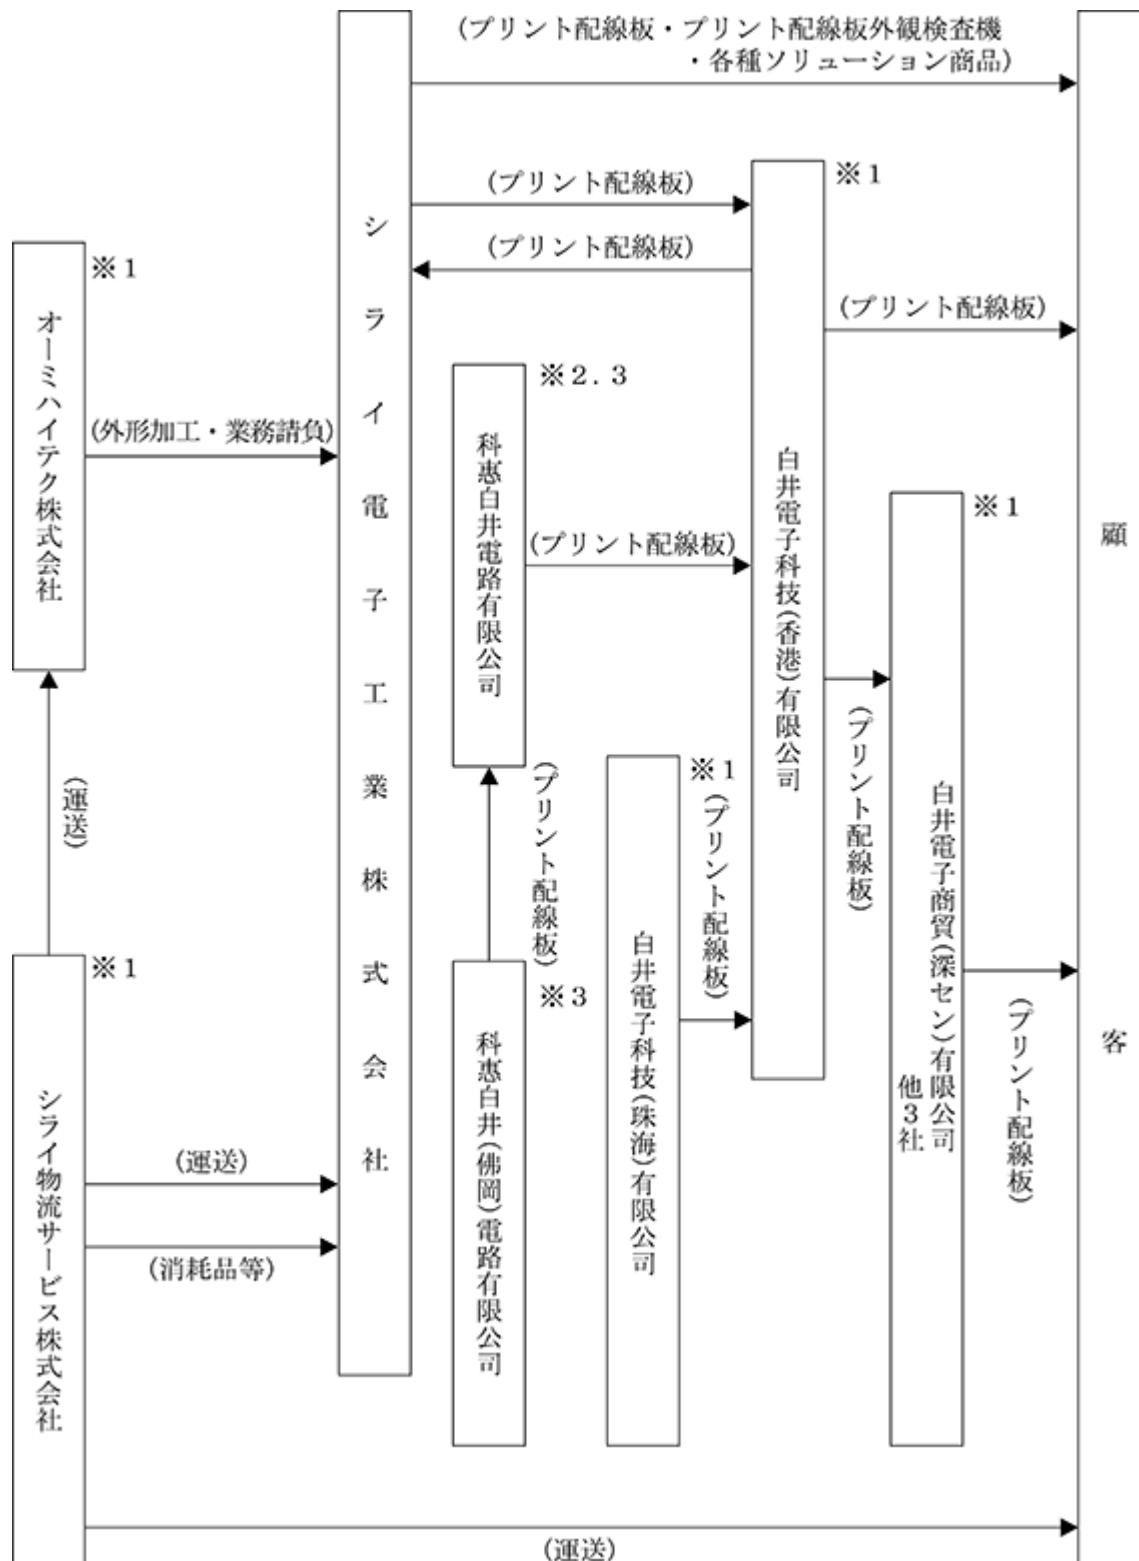 (プリント配線板・プリント配線板外観検査機
・各種ソリューション商品)
シライ電子工業株式会社
顧客
(プリント配線板)
※1
(プリント配線板)
(プリント配線板)
白井電子科技(香港)有限公司
※1
オーミハイテク株式会社
(外形加工・業務請負)
※2.3
科惠白井電路有限公司
(プリント配線板)
※1
白井電子商貿(深セン)有限公司
他3社
(プリント配線板)
(プリント配線板)
(運送)
(プリント配線板)
※1
(プリント配線板)
白井電子科技(珠海)有限公司
※3
科惠白井(佛岡)電路有限公司
※1
シライ物流サービス株式会社
(運送)
(消耗品等)
(運送)